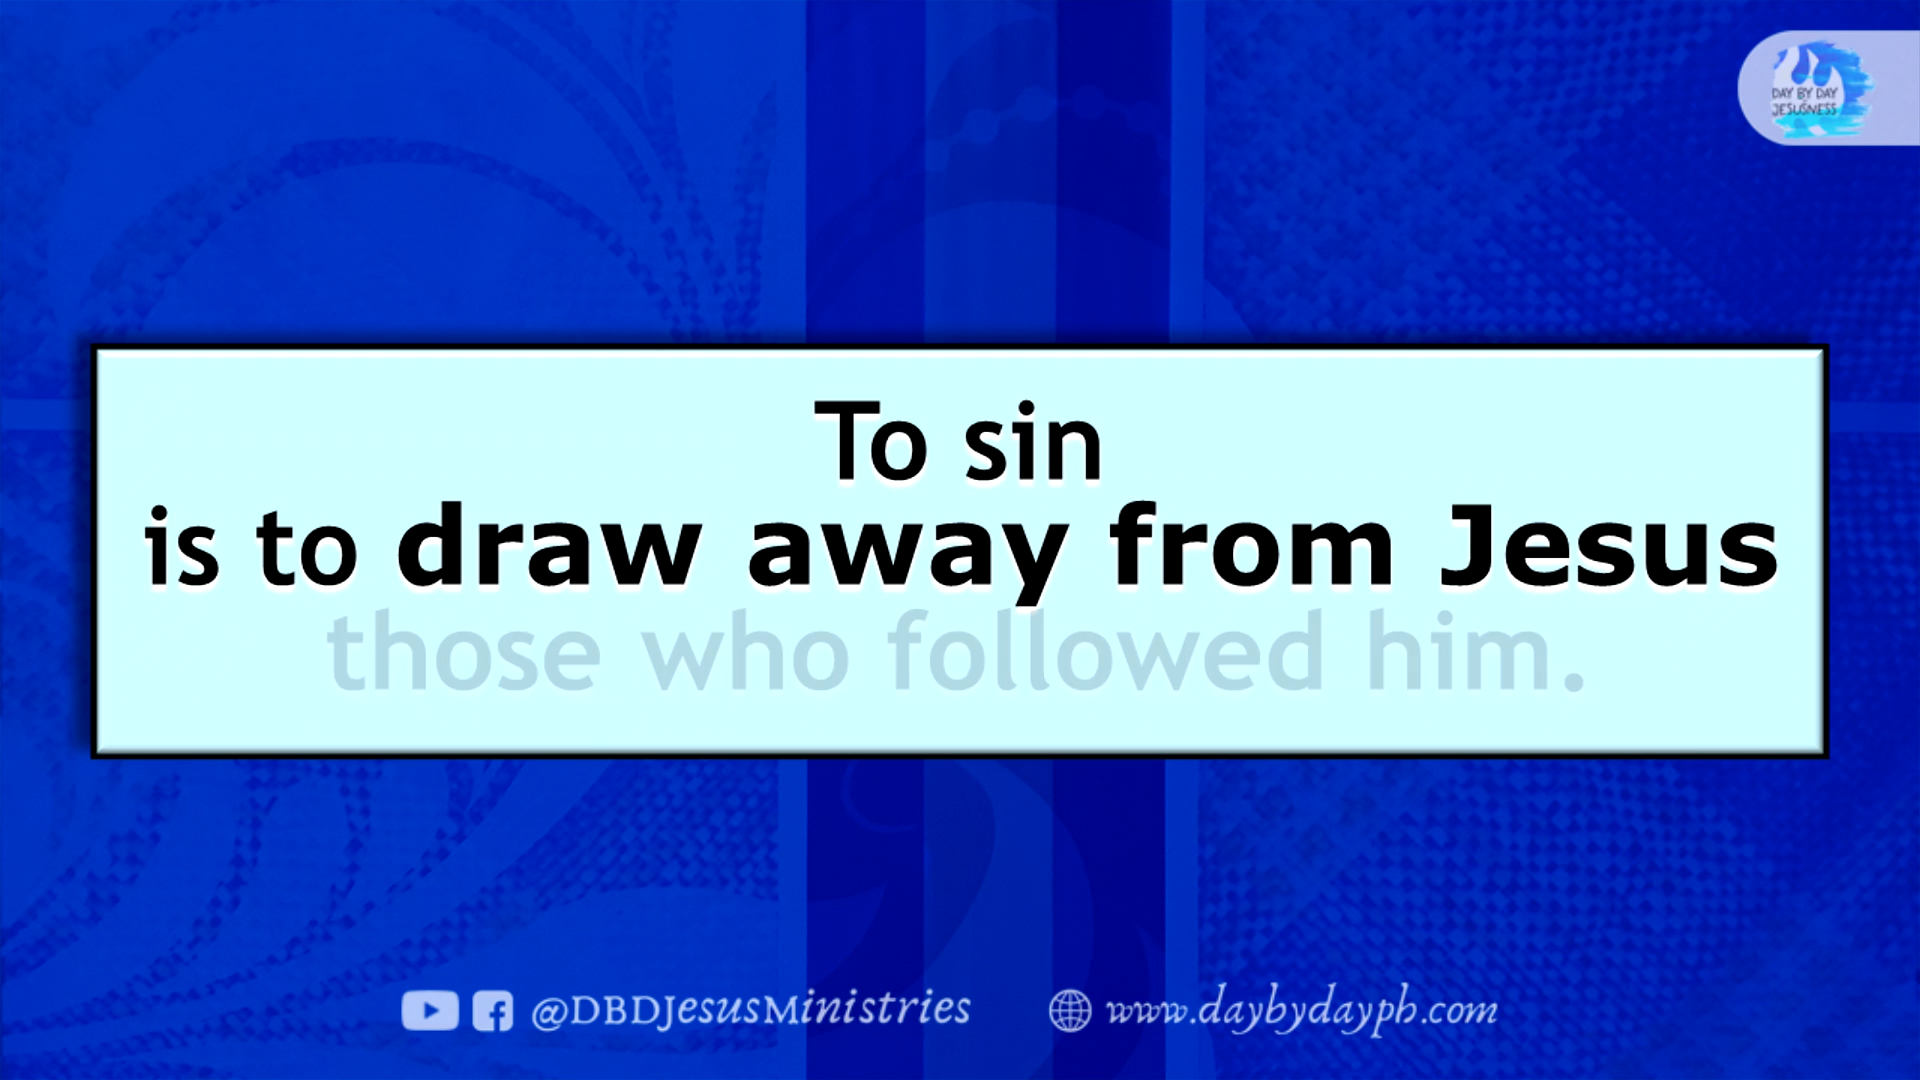 DAY BY DAY
JESUSNESS
To sin
is to draw away from Jesus
those who followed him.
@DBDJesusMinistries
www.daybydayph.com